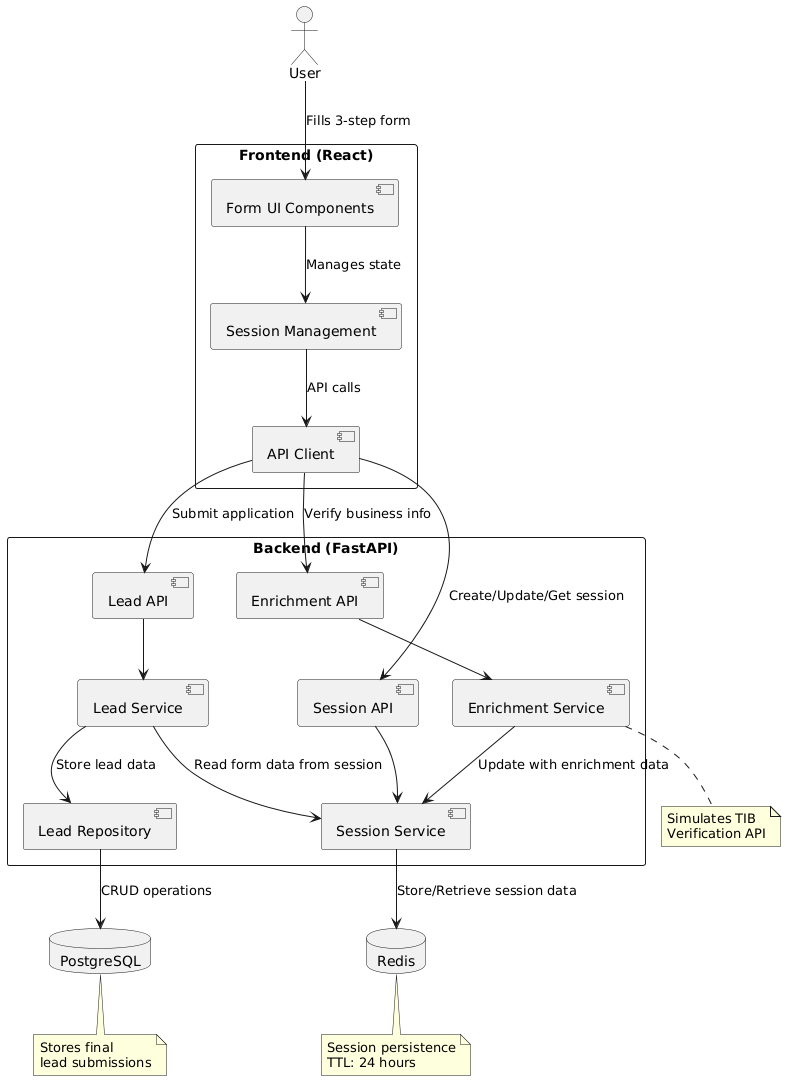 User
Fills 3-step form
Frontend (React)
Form UI Components
Manages state
Session Management
API calls
API Client
Submit application
Verify business info
Backend (FastAPI)
Lead API
Enrichment API
Create/Update/Get session
Lead Service
Session API
Enrichment Service
Store lead data
Read form data from session
Update with enrichment data
Simulates TIB
Verification API
Lead Repository
Session Service
CRUD operations
Store/Retrieve session data
PostgreSQL
Redis
Stores final
lead submissions
Session persistence
TTL: 24 hours